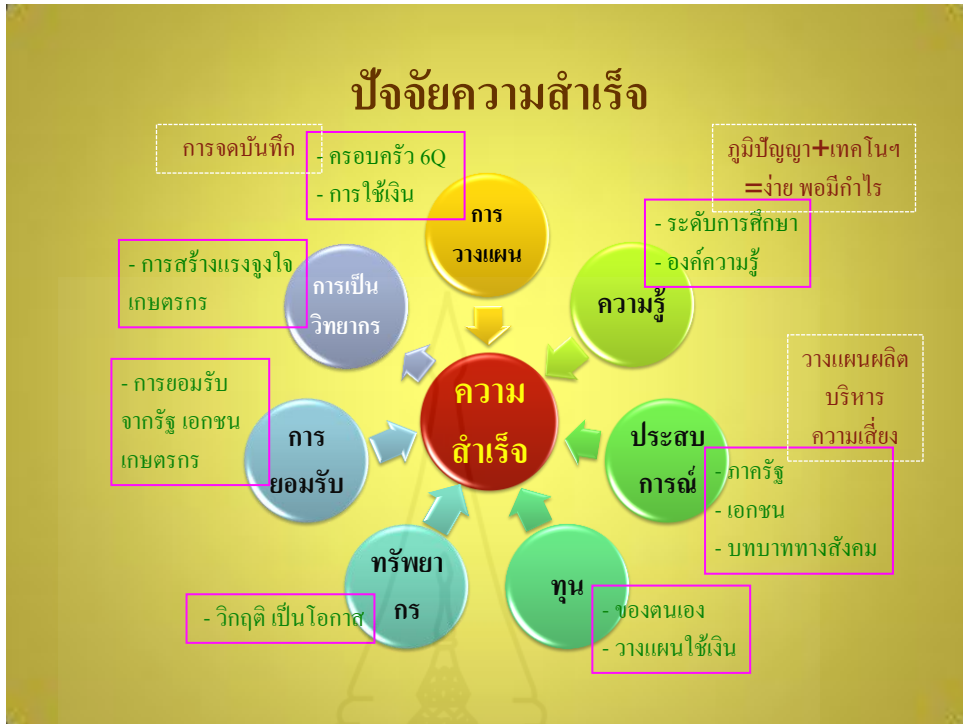 ปัจจัยความสำเร็จ
การจดบันทึก
- ครอบครัว 6Q
- การใช้เงิน
ภูมิปัญญา+เทคโนฯ
=ง่าย พอมีกำไร
การ
วางแผน
- ระดับการศึกษา
- องค์ความรู้
ความรู้
- การสร้างแรงจูงใจ
เกษตรกร
การเป็น
วิทยากร
ความ
สำเร็จ
วางแผนผลิต
บริหาร
ความเสี่ยง
- การยอมรับ
จากรัฐ เอกชน
เกษตรกร
การ
ยอมรับ
ประสบ
การณ์
- ภาครัฐ
- เอกชน
- บทบาททางสังคม
ทรัพยา
กร
- วิกฤติ เป็นโอกาส
ทุน
- ของตนเอง
- วางแผนใช้เงิน